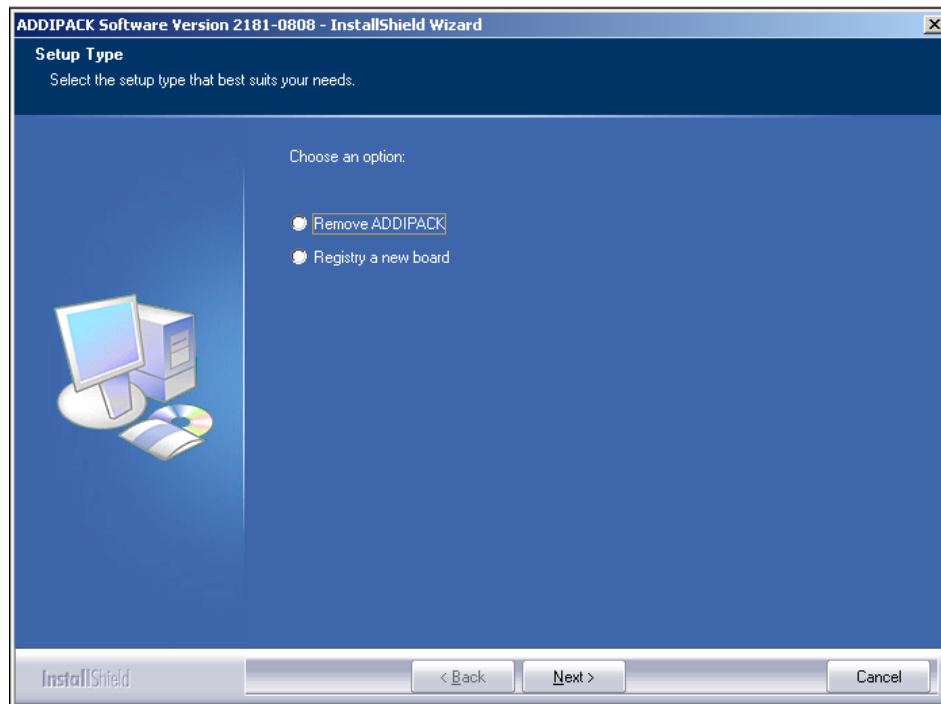 ADDIPACK Software Version 2181-0808 - InstallShield Wizard
Setup Type
Select the setup type that best suits your needs.
Choose an option:
Remove ADDIPACK
Registry a new board
InstallShield
< Back
Next >
Cancel